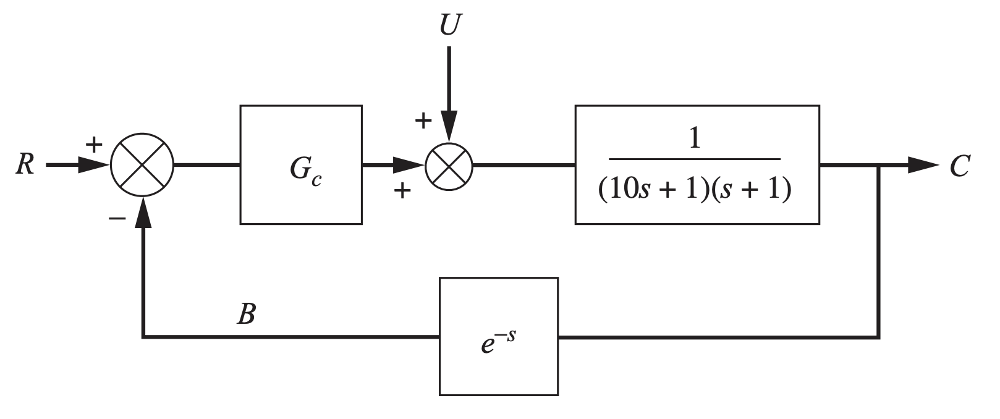 U
R + G_c + + 1 C
(10s + 1)(s + 1)
−
B
e^{−s}